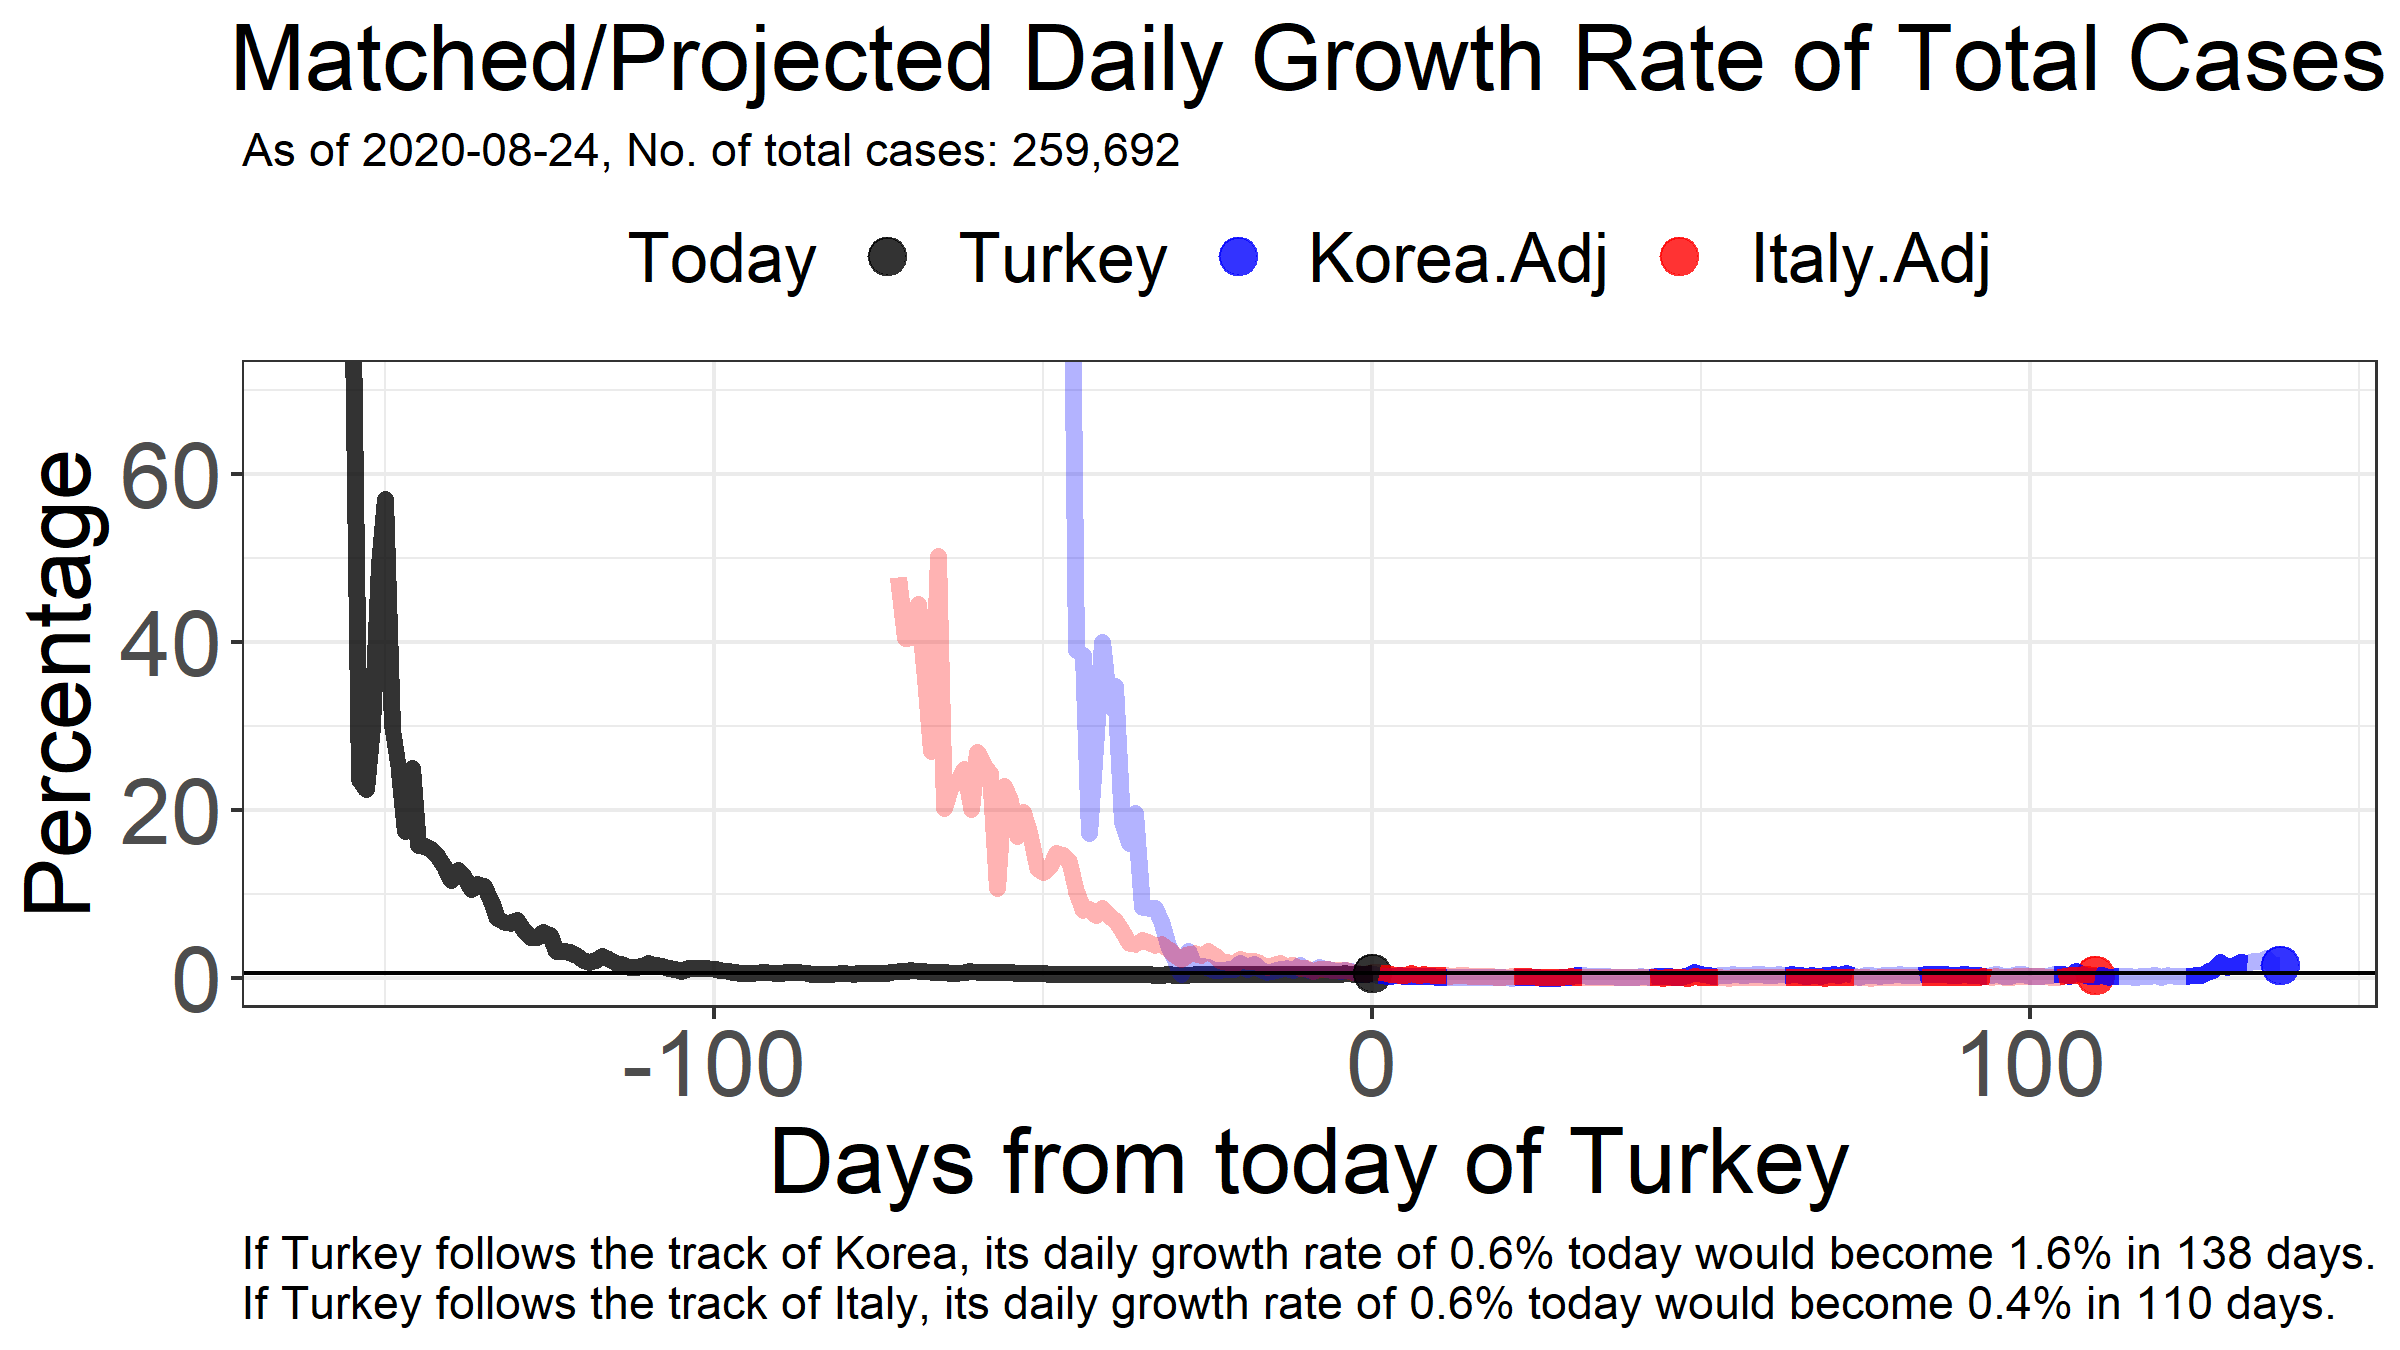 Matched/Projected Daily Growth Rate of Total Cases
As of 2020-08-24, No. of total cases: 259,692
Today Turkey Korea.Adj Italy.Adj
Percentage
60
40
20
0
-100 0 100
Days from today of Turkey
If Turkey follows the track of Korea, its daily growth rate of 0.6% today would become 1.6% in 138 days.
If Turkey follows the track of Italy, its daily growth rate of 0.6% today would become 0.4% in 110 days.